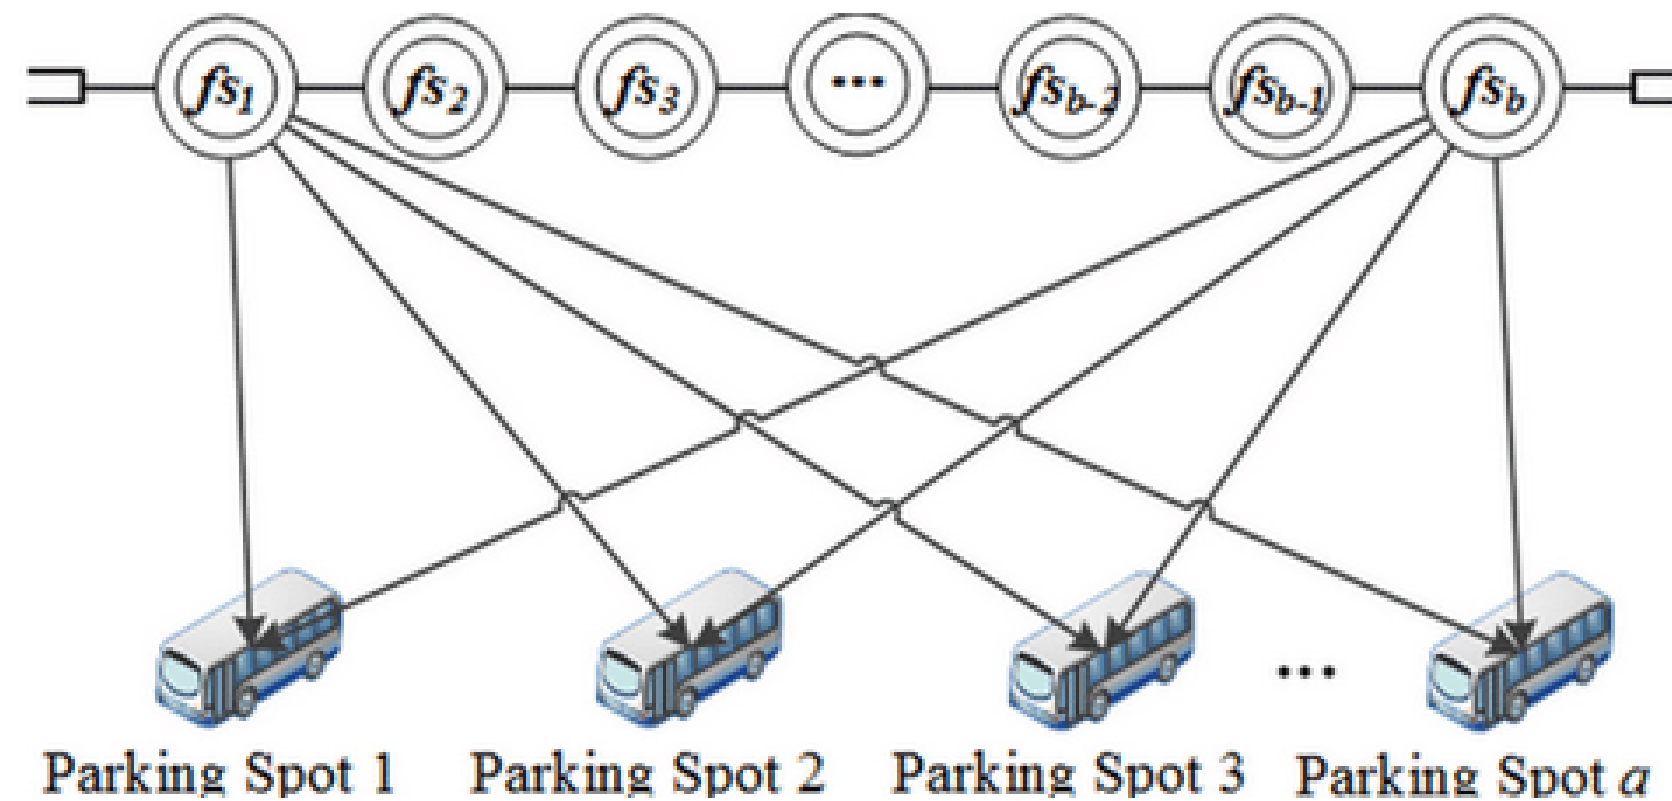 fs1 fs2 fs3 ... fsb-2 fsb-1 fsb
...
Parking Spot 1 Parking Spot 2 Parking Spot 3 Parking Spot a